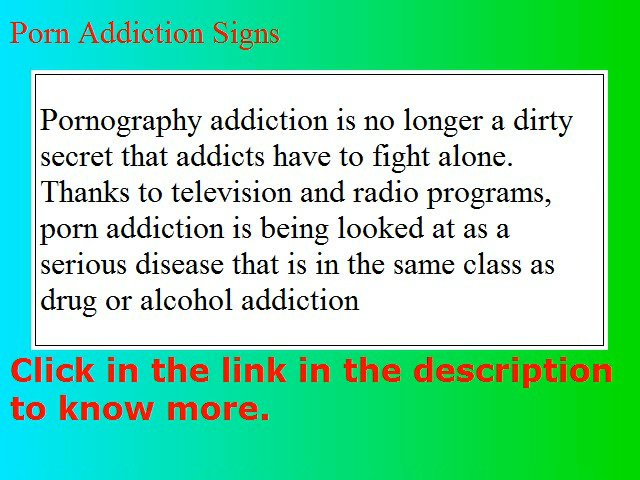 Porn Addiction Signs
Pornography addiction is no longer a dirty
secret that addicts have to fight alone.
Thanks to television and radio programs,
porn addiction is being looked at as a
serious disease that is in the same class as
drug or alcohol addiction
Click in the link in the description
to know more.